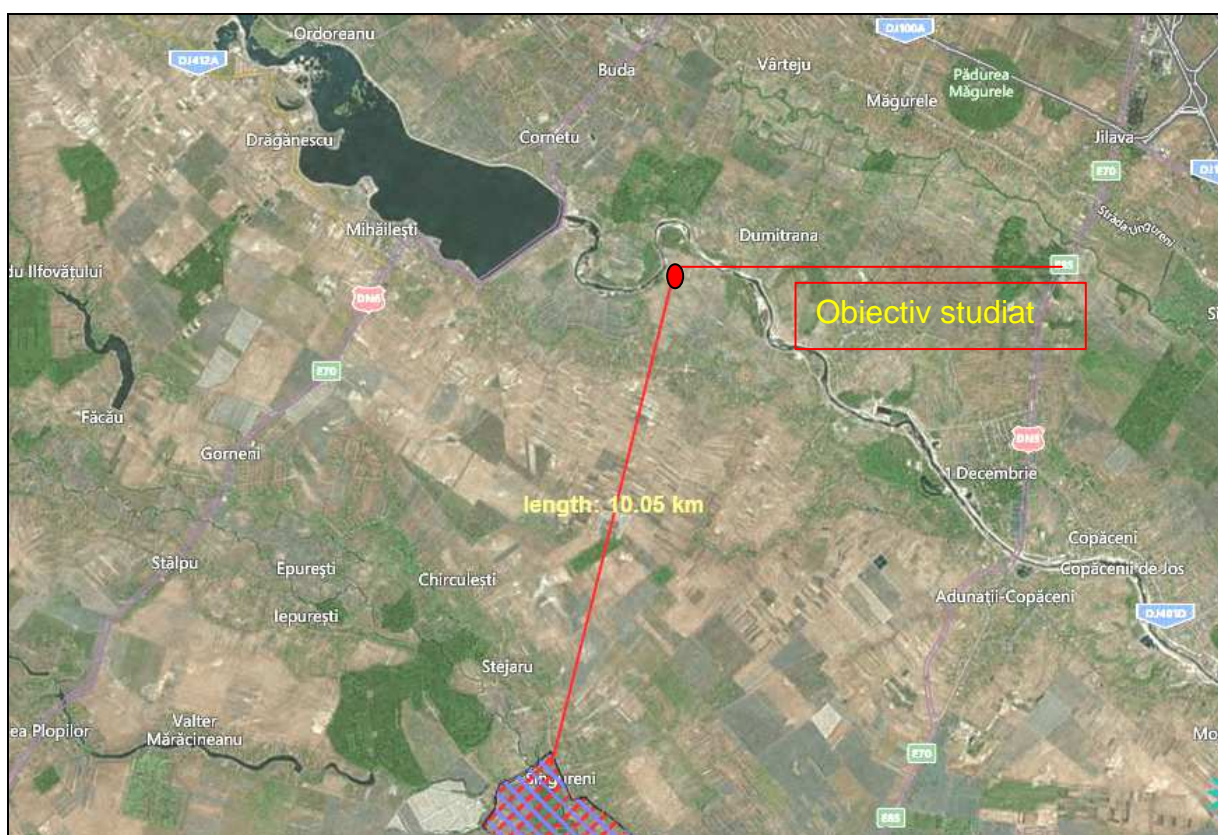 Ordoreanu
DJ412A
DJ100A
Vârteju
Buda
Pădurea
Măgurele
Măgurele
Drăgănescu
Cornetu
Jilava
E70
Mihăilești
Dumitrana
du Ilfovățului
E85
DN6
Obiectiv studiat
E70
Făcău
Gorneni
DN5
1 Decembrie
length: 10.05 km
Copăceni
Stâlpu
Epurești
Chirculești
Copăcenii de Jos
Adunații-Copăceni
Iepurești
DJ401D
Stejaru
Valter
Mărăcineanu
ea Plopilor
Mo
E70
Singureni
E85